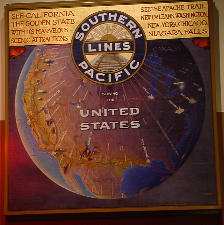 SEE CALIFORNIA
THE GOLDEN STATE
WITH ITS MARVELOUS
SCENIC ATTRACTIONS
SEE THE APACHE TRAIL
NEW ORLEANS, WASHINGTON,
NEW YORK, CHICAGO
NIAGARA FALLS
SOUTHERN
LINES
PACIFIC
UNITED
STATES